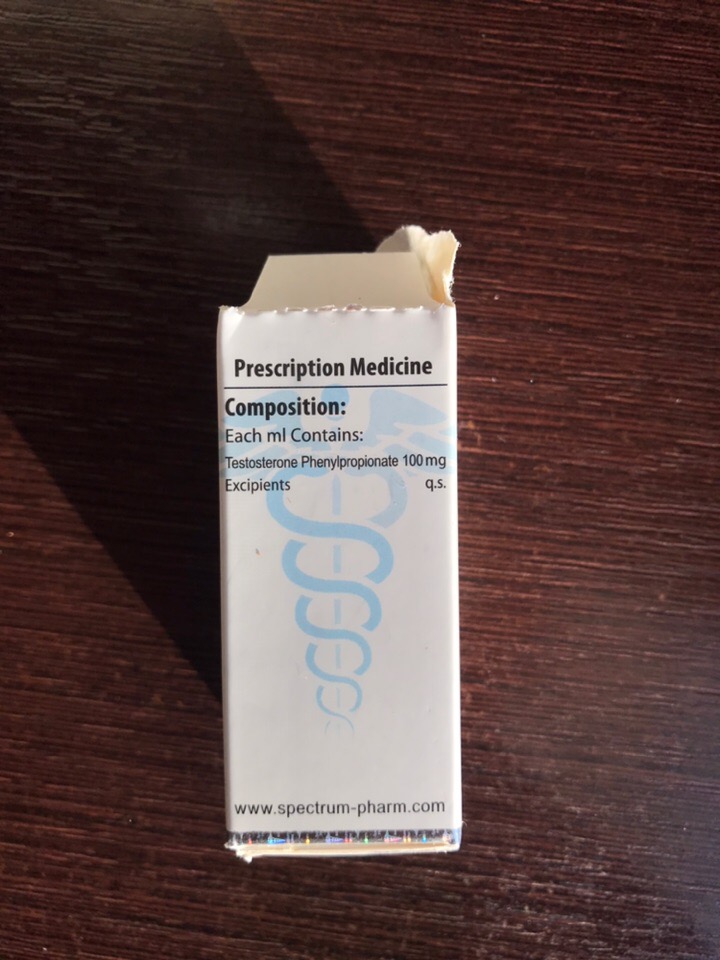 Prescription Medicine
Composition:
Each ml Contains:
Testosterone Phenylpropionate 100 mg
Excipients q.s.
www.spectrum-pharm.com